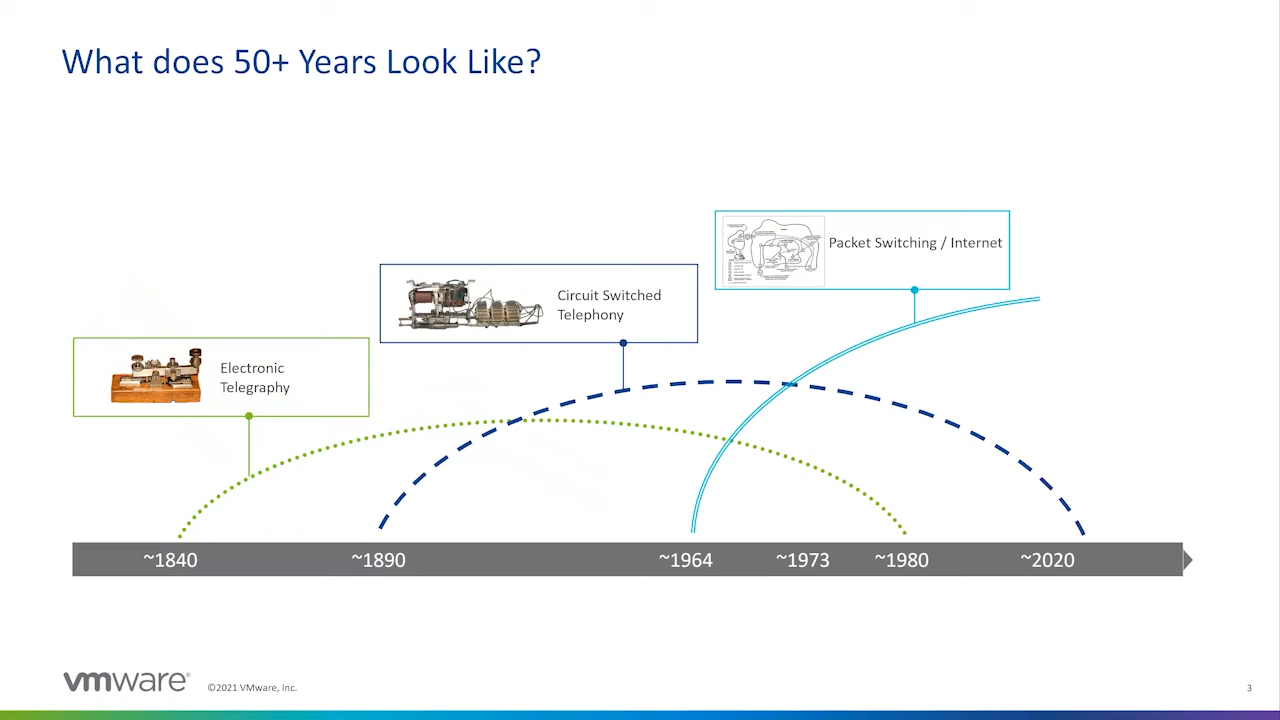 What does 50+ Years Look Like?
Packet Switching / Internet
Circuit Switched
Telephony
Electronic
Telegraphy
~1840
~1890
~1964
~1973
~1980
~2020
vmware®
©2021 VMware, Inc.
3